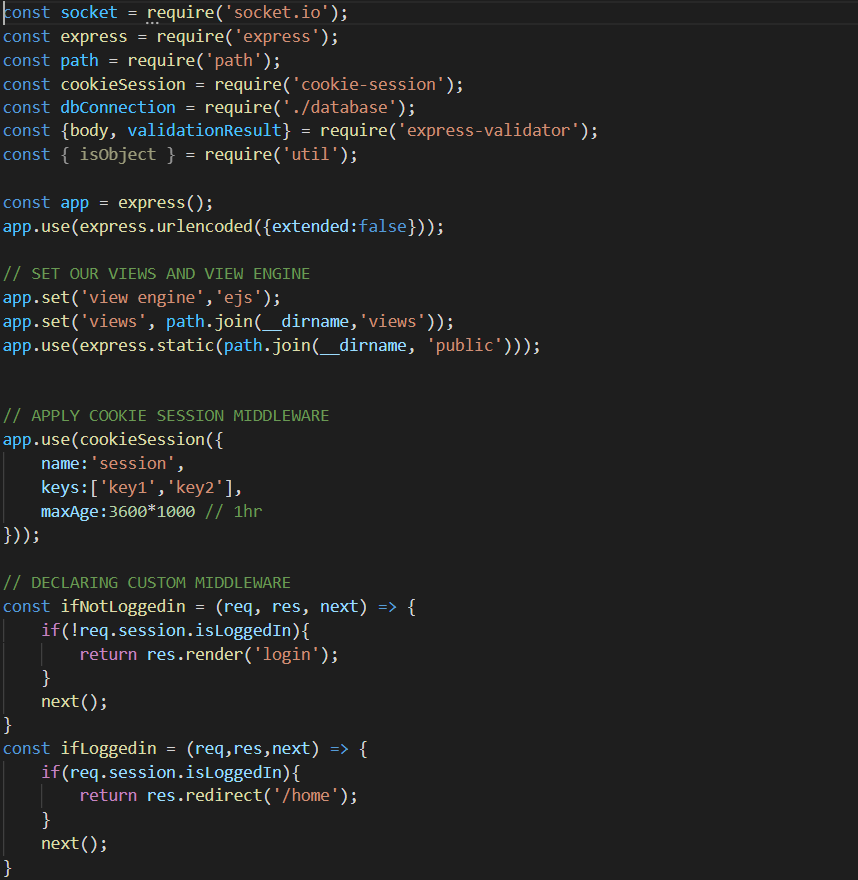 const socket = require('socket.io');
const express = require('express');
const path = require('path');
const cookieSession = require('cookie-session');
const dbConnection = require('./database');
const {body, validationResult} = require('express-validator');
const { isObject } = require('util');

const app = express();
app.use(express.urlencoded({extended:false}));

// SET OUR VIEWS AND VIEW ENGINE
app.set('view engine','ejs');
app.set('views', path.join(__dirname,'views'));
app.use(express.static(path.join(__dirname, 'public')));


// APPLY COOKIE SESSION MIDDLEWARE
app.use(cookieSession({
    name:'session',
    keys:['key1','key2'],
    maxAge:3600*1000 // 1hr
}));

// DECLARING CUSTOM MIDDLEWARE
const ifNotLoggedin = (req, res, next) => {
    if(!req.session.isLoggedIn){
        return res.render('login');
    }
    next();
}
const ifLoggedin = (req,res,next) => {
    if(req.session.isLoggedIn){
        return res.redirect('/home');
    }
    next();
}